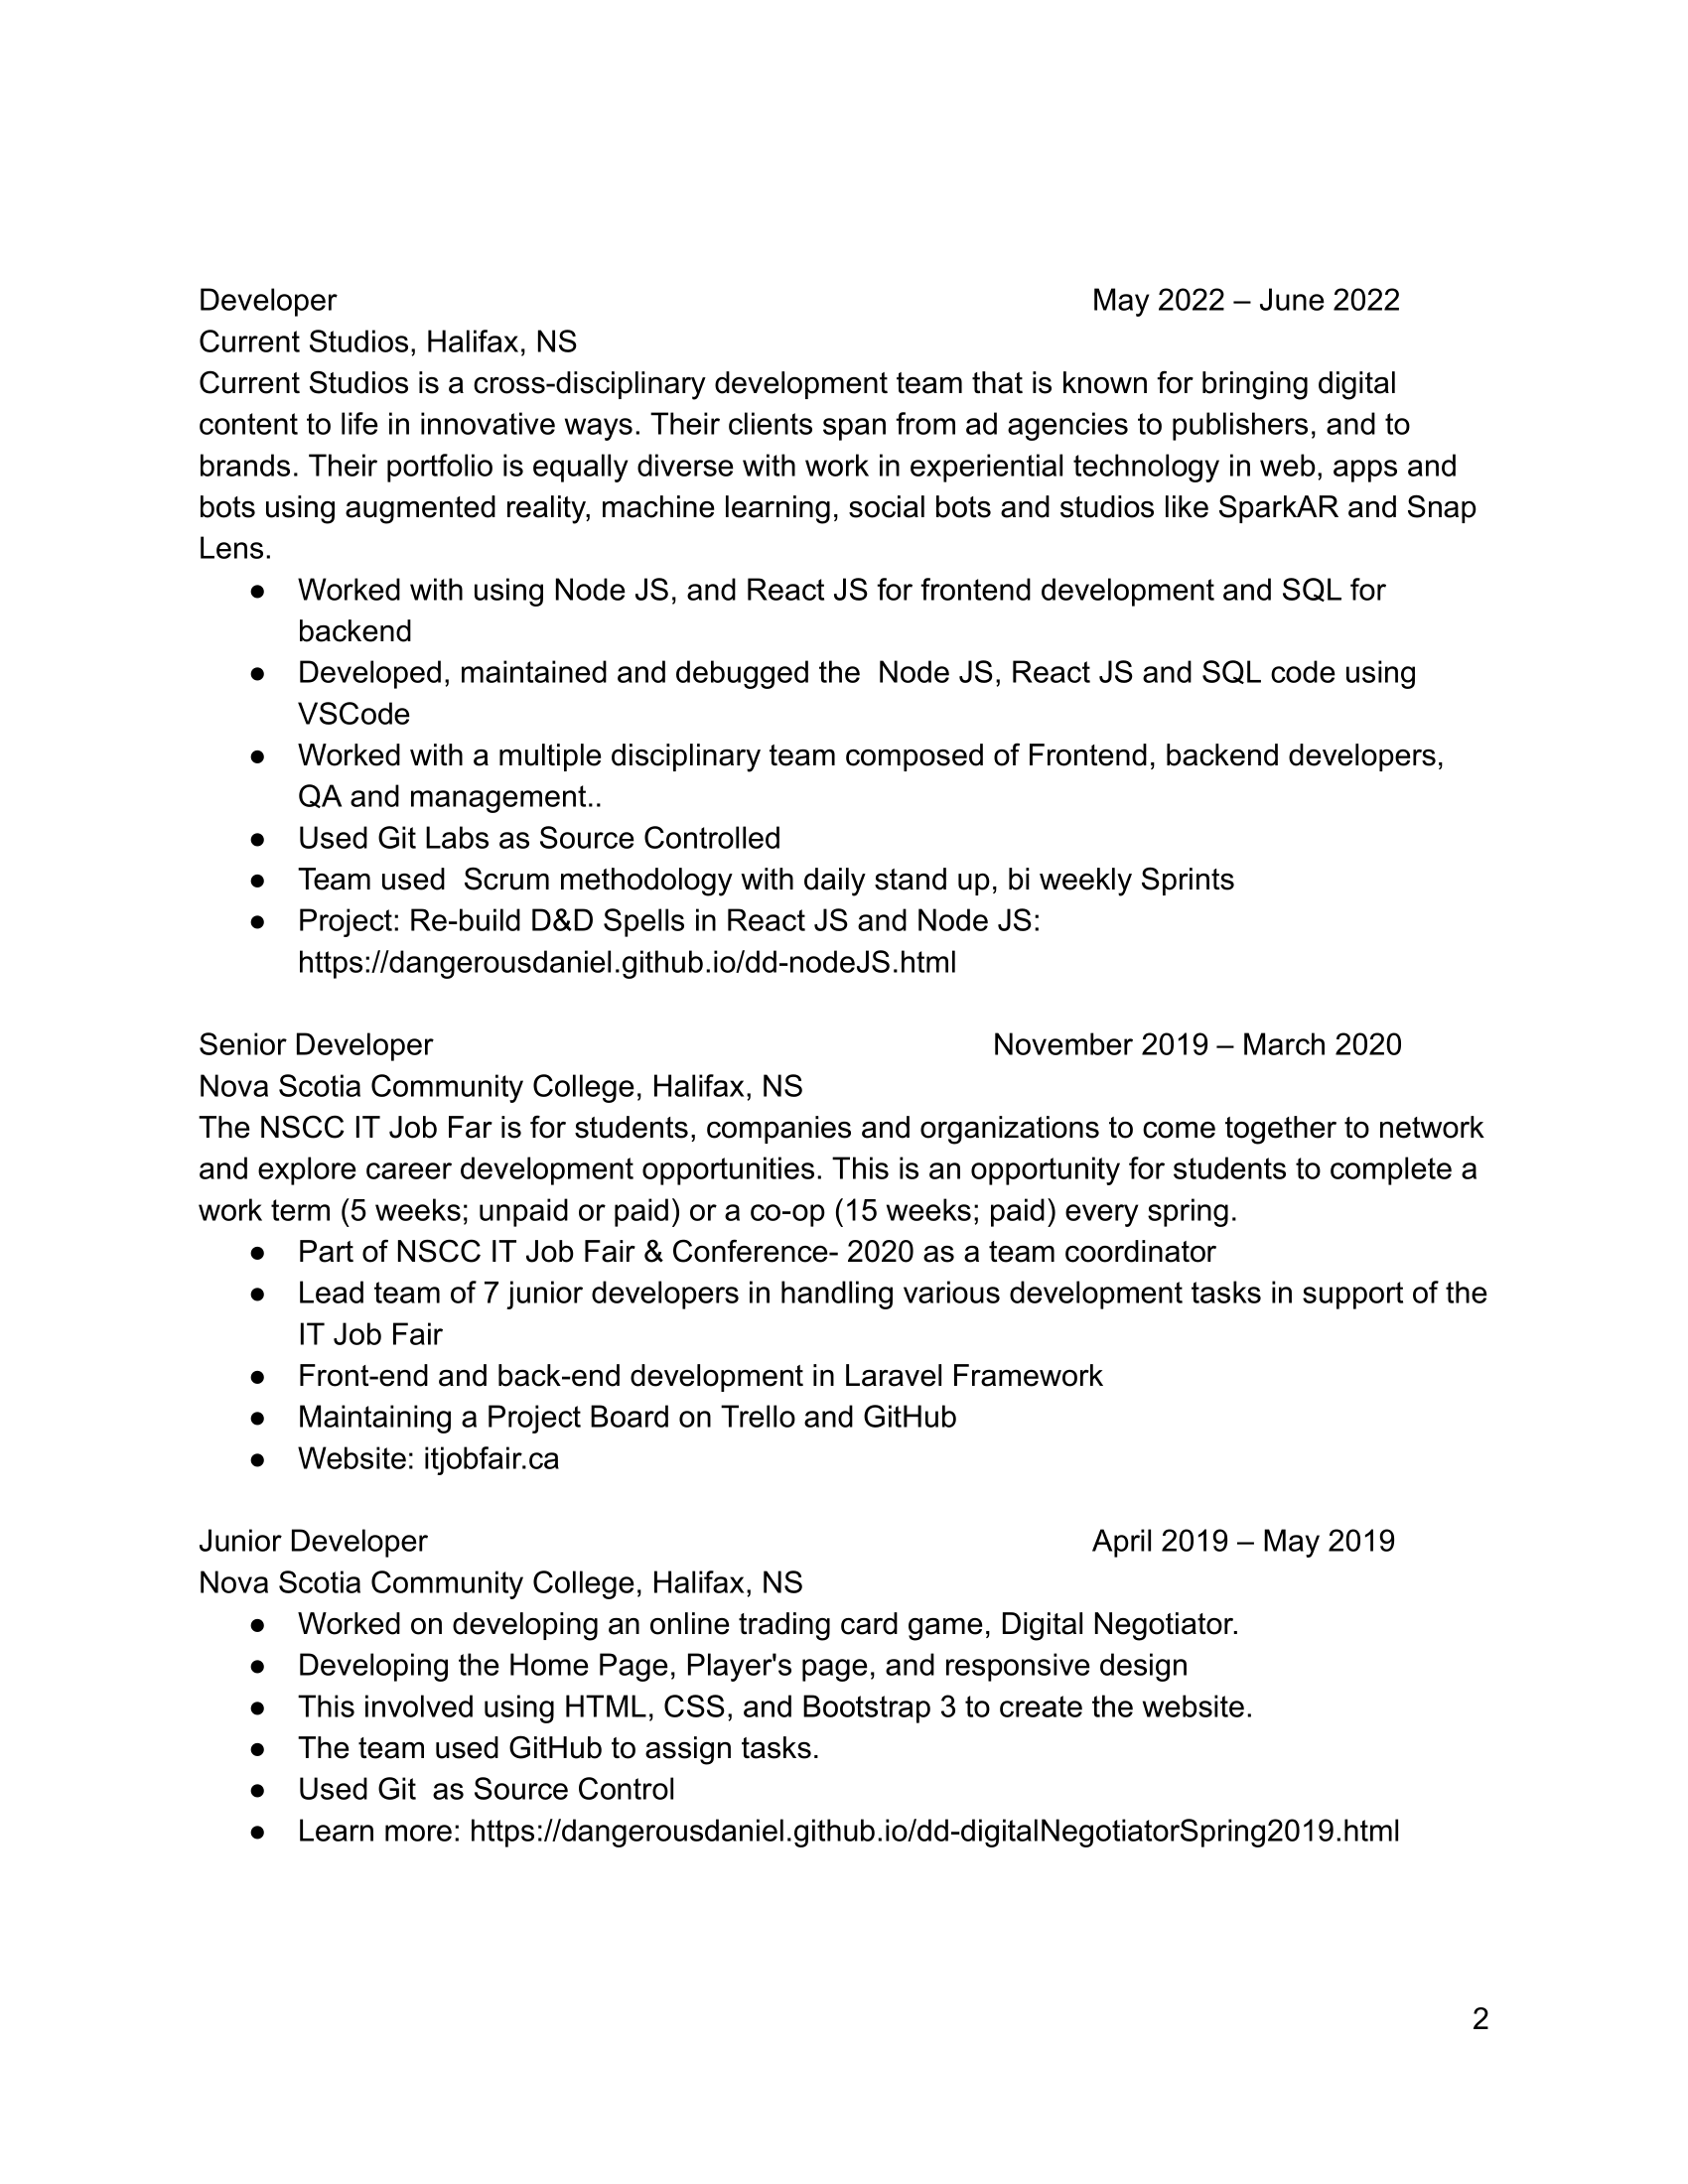 Developer May 2022 – June 2022
Current Studios, Halifax, NS
Current Studios is a cross-disciplinary development team that is known for bringing digital
content to life in innovative ways. Their clients span from ad agencies to publishers, and to
brands. Their portfolio is equally diverse with work in experiential technology in web, apps and
bots using augmented reality, machine learning, social bots and studios like SparkAR and Snap
Lens.
● Worked with using Node JS, and React JS for frontend development and SQL for
backend
● Developed, maintained and debugged the  Node JS, React JS and SQL code using
VSCode
● Worked with a multiple disciplinary team composed of Frontend, backend developers,
QA and management..
● Used Git Labs as Source Controlled
● Team used  Scrum methodology with daily stand up, bi weekly Sprints
● Project: Re-build D&D Spells in React JS and Node JS:
https://dangerousdaniel.github.io/dd-nodeJS.html
Senior Developer November 2019 – March 2020
Nova Scotia Community College, Halifax, NS
The NSCC IT Job Far is for students, companies and organizations to come together to network
and explore career development opportunities. This is an opportunity for students to complete a
work term (5 weeks; unpaid or paid) or a co-op (15 weeks; paid) every spring.
● Part of NSCC IT Job Fair & Conference- 2020 as a team coordinator
● Lead team of 7 junior developers in handling various development tasks in support of the
IT Job Fair
● Front-end and back-end development in Laravel Framework
● Maintaining a Project Board on Trello and GitHub
● Website: itjobfair.ca
Junior Developer April 2019 – May 2019
Nova Scotia Community College, Halifax, NS
● Worked on developing an online trading card game, Digital Negotiator.
● Developing the Home Page, Player's page, and responsive design
● This involved using HTML, CSS, and Bootstrap 3 to create the website.
● The team used GitHub to assign tasks.
● Used Git  as Source Control
● Learn more: https://dangerousdaniel.github.io/dd-digitalNegotiatorSpring2019.html
2